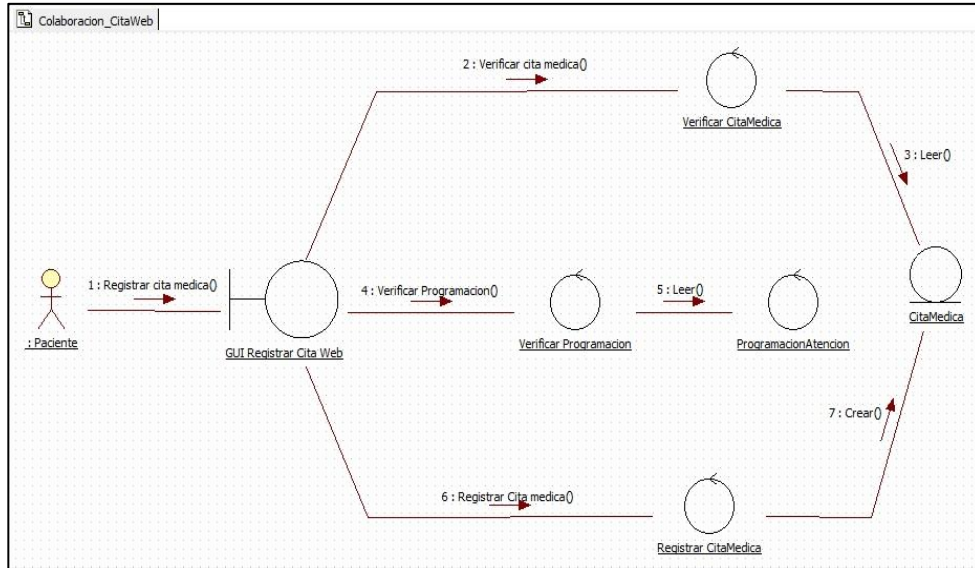 Colaboracion_CitaWeb
2 : Verificar cita medica()
Verificar CitaMedica
3 : Leer()
1 : Registrar cita medica()
: Paciente
GUI Registrar Cita Web
4 : Verificar Programacion()
Verificar Programacion
5 : Leer()
ProgramacionAtencion
CitaMedica
7 : Crear()
6 : Registrar Cita medica()
Registrar CitaMedica